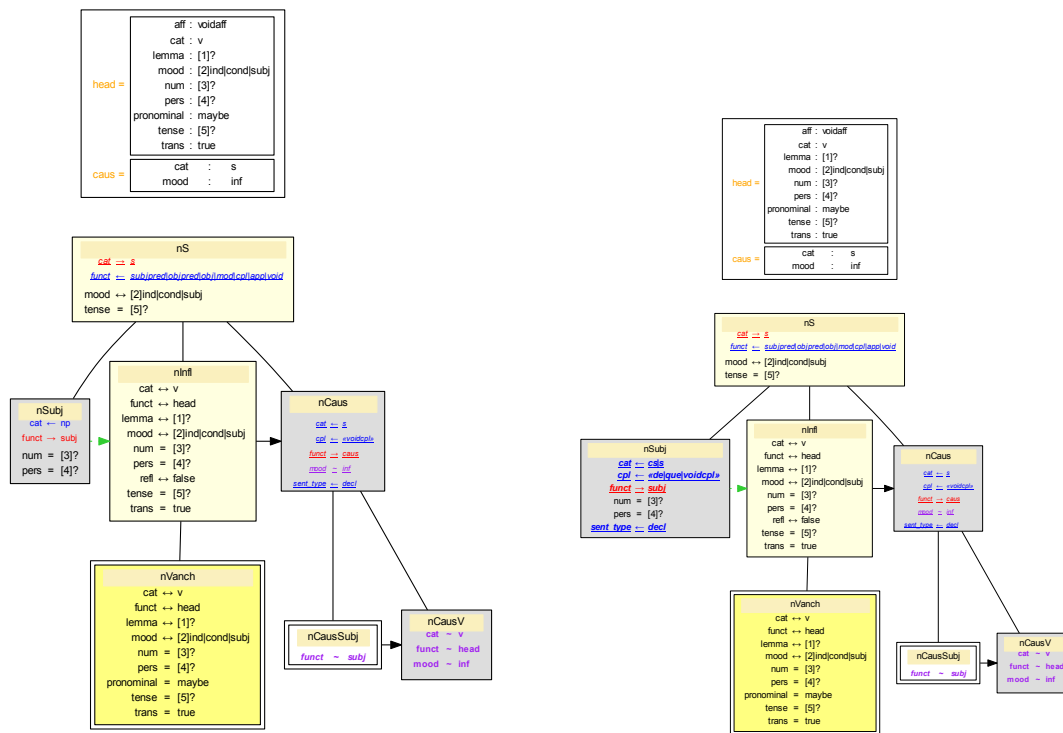 head =
aff : voidaff
cat : v
lemma : [1]?
mood : [2]ind|cond|subj
num : [3]?
pers : [4]?
pronominal : maybe
tense : [5]?
trans : true
caus =
cat : s
mood : inf
nS
cat → s
funct ← subjpred|objpred|obj|mod|cpl|app|void
mood ↔ [2]ind|cond|subj
tense = [5]?
nSubj
cat ← np
funct → subj
num = [3]?
pers = [4]?
nInfl
cat ↔ v
funct ↔ head
lemma ↔ [1]?
mood ↔ [2]ind|cond|subj
num = [3]?
pers = [4]?
refl ↔ false
tense = [5]?
trans = true
nCaus
cat ← s
cpl ← «voidcpl»
funct → caus
mood ~ inf
sent_type ← decl
nVanch
cat ↔ v
funct ↔ head
lemma ↔ [1]?
mood ↔ [2]ind|cond|subj
num = [3]?
pers = [4]?
pronominal = maybe
tense = [5]?
trans = true
nCausSubj
funct ~ subj
nCausV
cat ~ v
funct ~ head
mood ~ inf
head =
aff : voidaff
cat : v
lemma : [1]?
mood : [2]ind|cond|subj
num : [3]?
pers : [4]?
pronominal : maybe
tense : [5]?
trans : true
caus =
cat : s
mood : inf
nS
cat → s
funct ← subjpred|objpred|obj|mod|cpl|app|void
mood ↔ [2]ind|cond|subj
tense = [5]?
nSubj
cat ← cs|s
cpl ← «de|que|voidcpl»
funct → subj
num = [3]?
pers = [4]?
sent_type ← decl
nInfl
cat ↔ v
funct ↔ head
lemma ↔ [1]?
mood ↔ [2]ind|cond|subj
num = [3]?
pers = [4]?
refl ↔ false
tense = [5]?
trans = true
nCaus
cat ← s
cpl ← «voidcpl»
funct → caus
mood ~ inf
sent_type ← decl
nVanch
cat ↔ v
funct ↔ head
lemma ↔ [1]?
mood ↔ [2]ind|cond|subj
num = [3]?
pers = [4]?
pronominal = maybe
tense = [5]?
trans = true
nCausSubj
funct ~ subj
nCausV
cat ~ v
funct ~ head
mood ~ inf